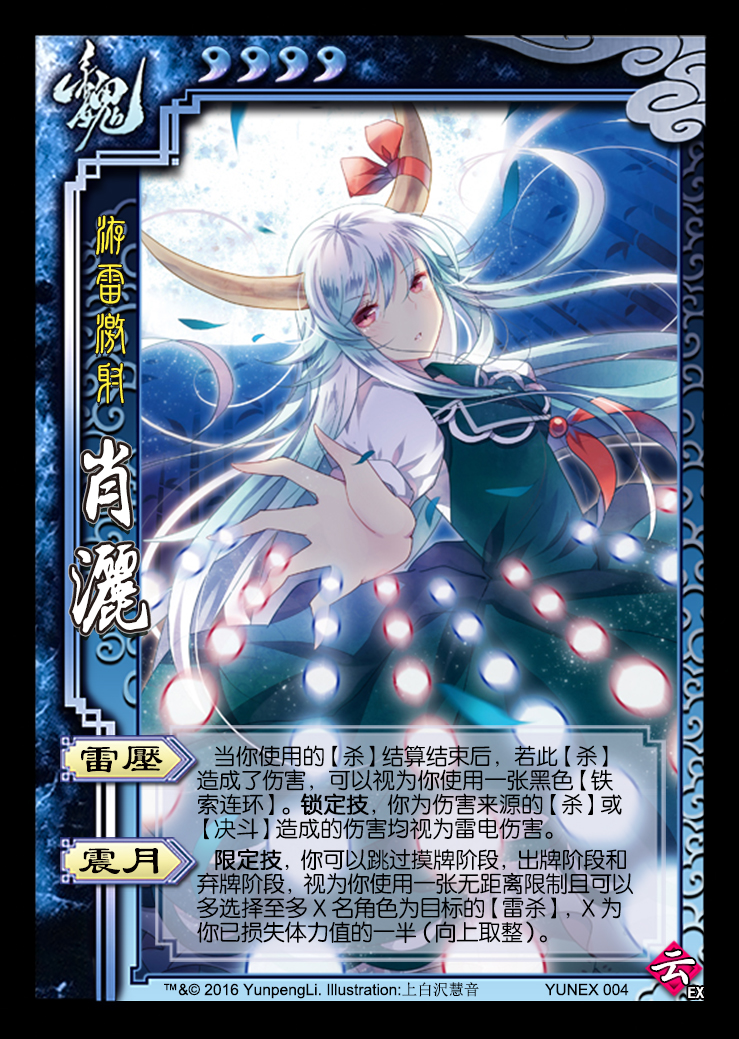 魏
游雷激射
肖灑
雷壓
当你使用的【杀】结算结束后，若此【杀】
造成了伤害，可以视为你使用一张黑色【铁
索连环】。锁定技，你为伤害来源的【杀】或
【决斗】造成的伤害均视为雷电伤害。
震月
限定技，你可以跳过摸牌阶段，出牌阶段和
弃牌阶段，视为你使用一张无距离限制且可以
多选择至多X名角色为目标的【雷杀】，X为
你已损失体力值的一半（向上取整）。
云
EX
™&© 2016 YunpengLi. Illustration:上白沢慧音
YUNEX 004